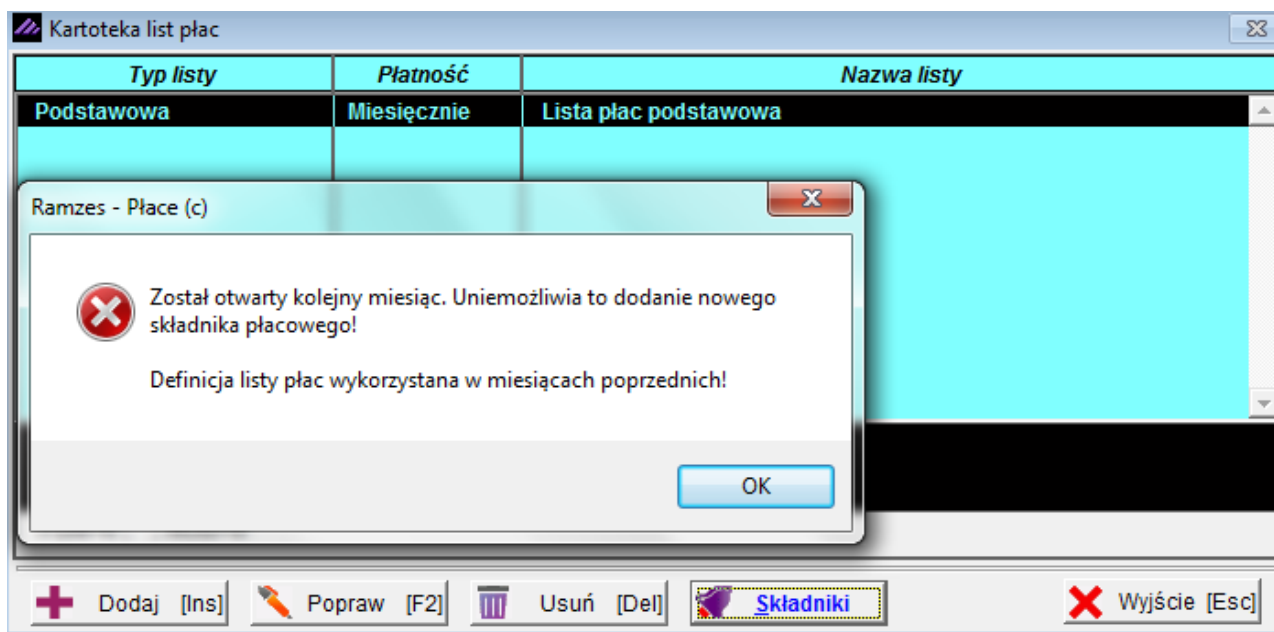 Kartoteka list płac
Typ listy Płatność Nazwa listy
Podstawowa Miesięcznie Lista płac podstawowa
Ramzes - Płace (c)
Został otwarty kolejny miesiąc. Uniemożliwia to dodanie nowego
składnika płacowego!
Definicja listy płac wykorzystana w miesiącach poprzednich!
OK
Dodaj [Ins] Popraw [F2] Usuń [Del] Składniki Wyjście [Esc]